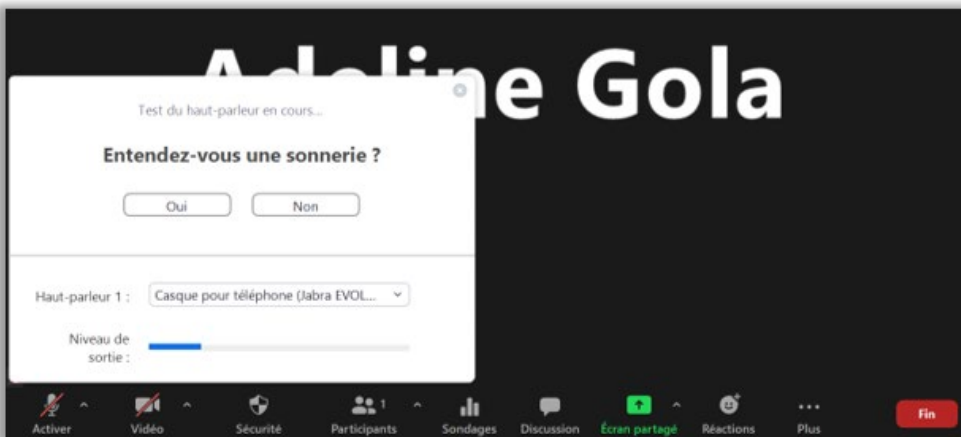 Adeline Gola
Test du haut-parleur en cours...
Entendez-vous une sonnerie ?
Oui Non
Haut-parleur 1 : Casque pour téléphone (Jabra EVOL...
Niveau de
sortie :
Activer Vidéo Sécurité Participants 1 Sondages Discussion Écran partagé Réactions Plus Fin